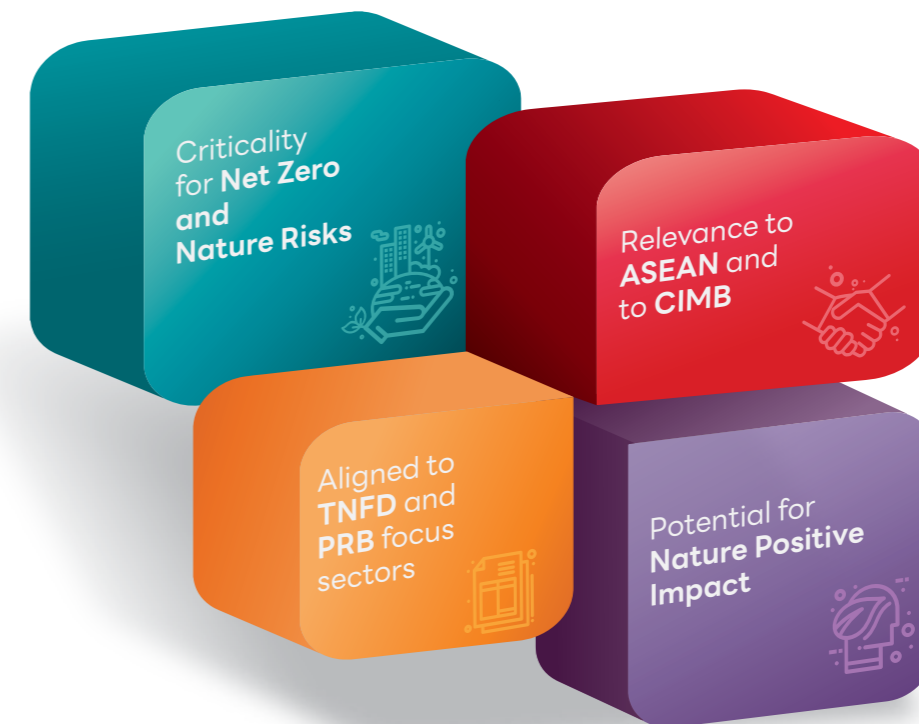 Criticality
for Net Zero
and
Nature Risks
Relevance to
ASEAN and
to CIMB
Aligned to
TNFD and
PRB focus
sectors
Potential for
Nature Positive
Impact